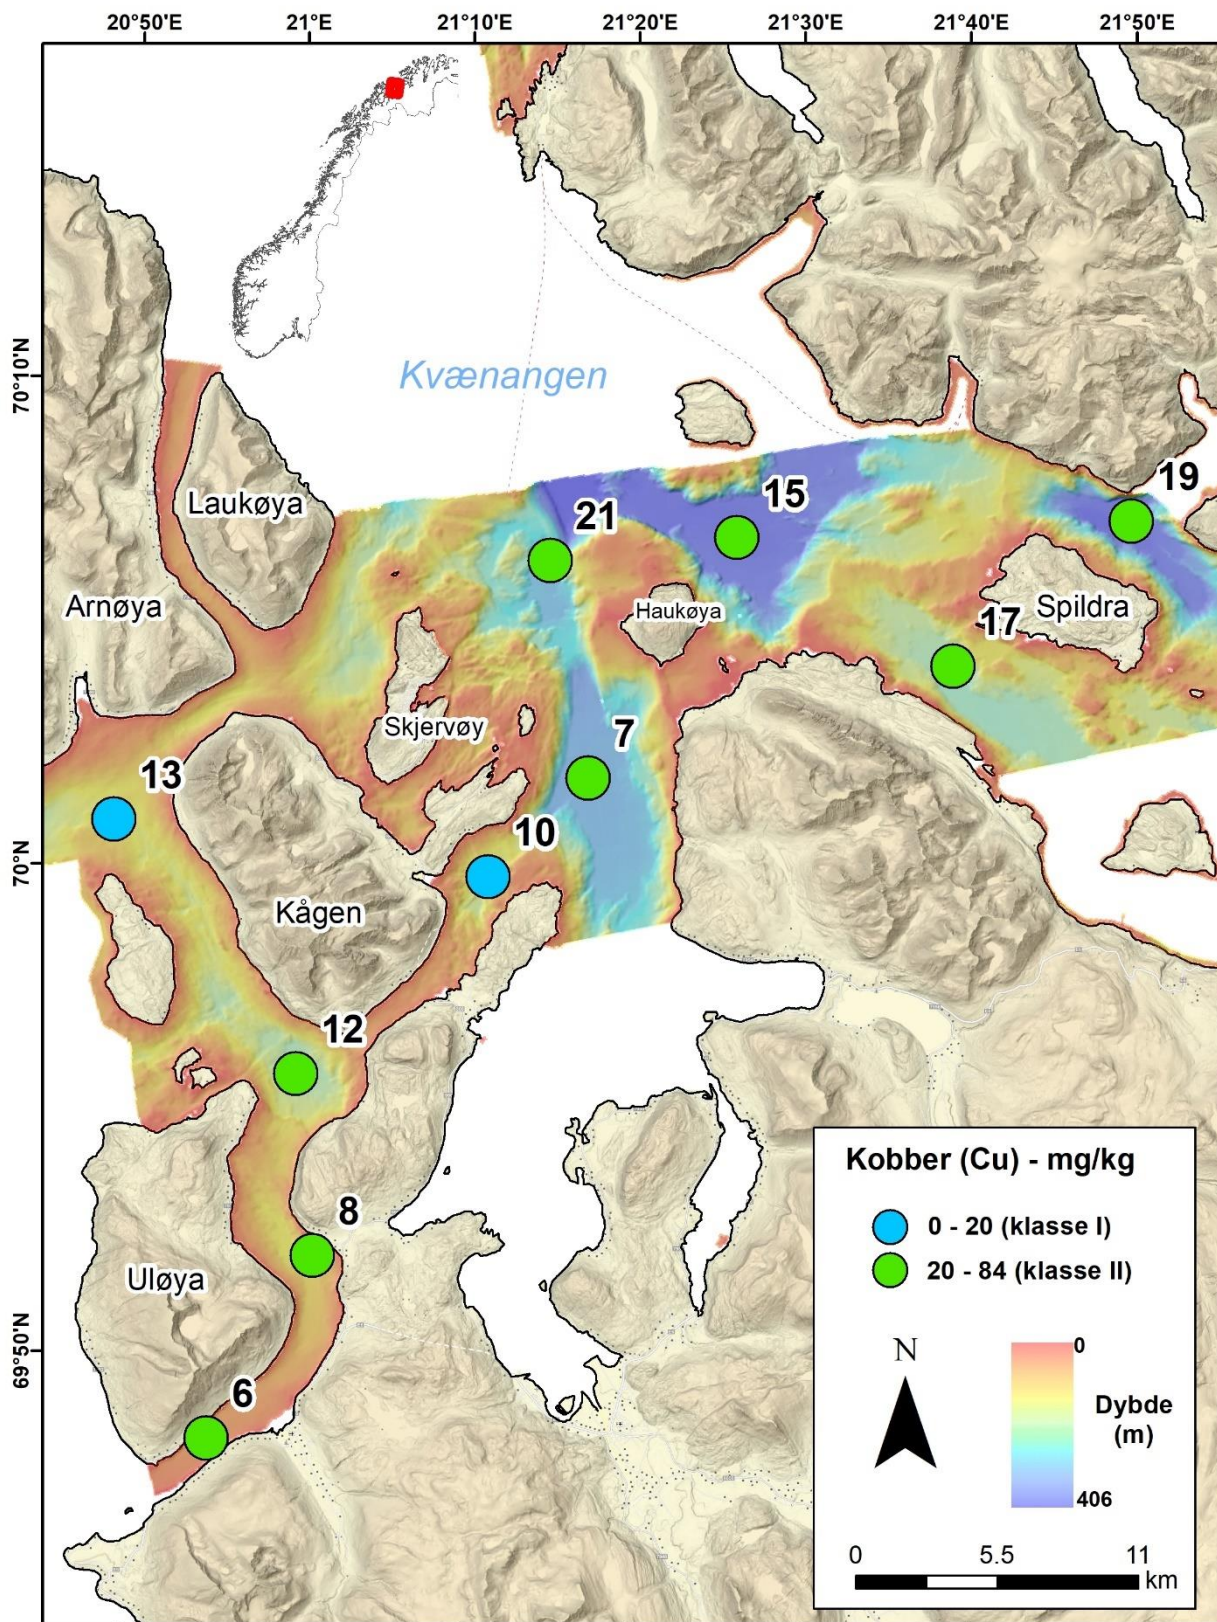 20°50'E
21°E
21°10'E
21°20'E
21°30'E
21°40'E
21°50'E
70°10'N
70°N
69°50'N
Kvænangen
Laukøya
Arnøya
21
15
19
Haukøya
Spildra
17
Skjervøy
7
13
10
Kågen
12
8
Uløya
6
Kobber (Cu) - mg/kg
0 - 20 (klasse I)
20 - 84 (klasse II)
N
0
Dybde
(m)
406
0 5.5 11
km